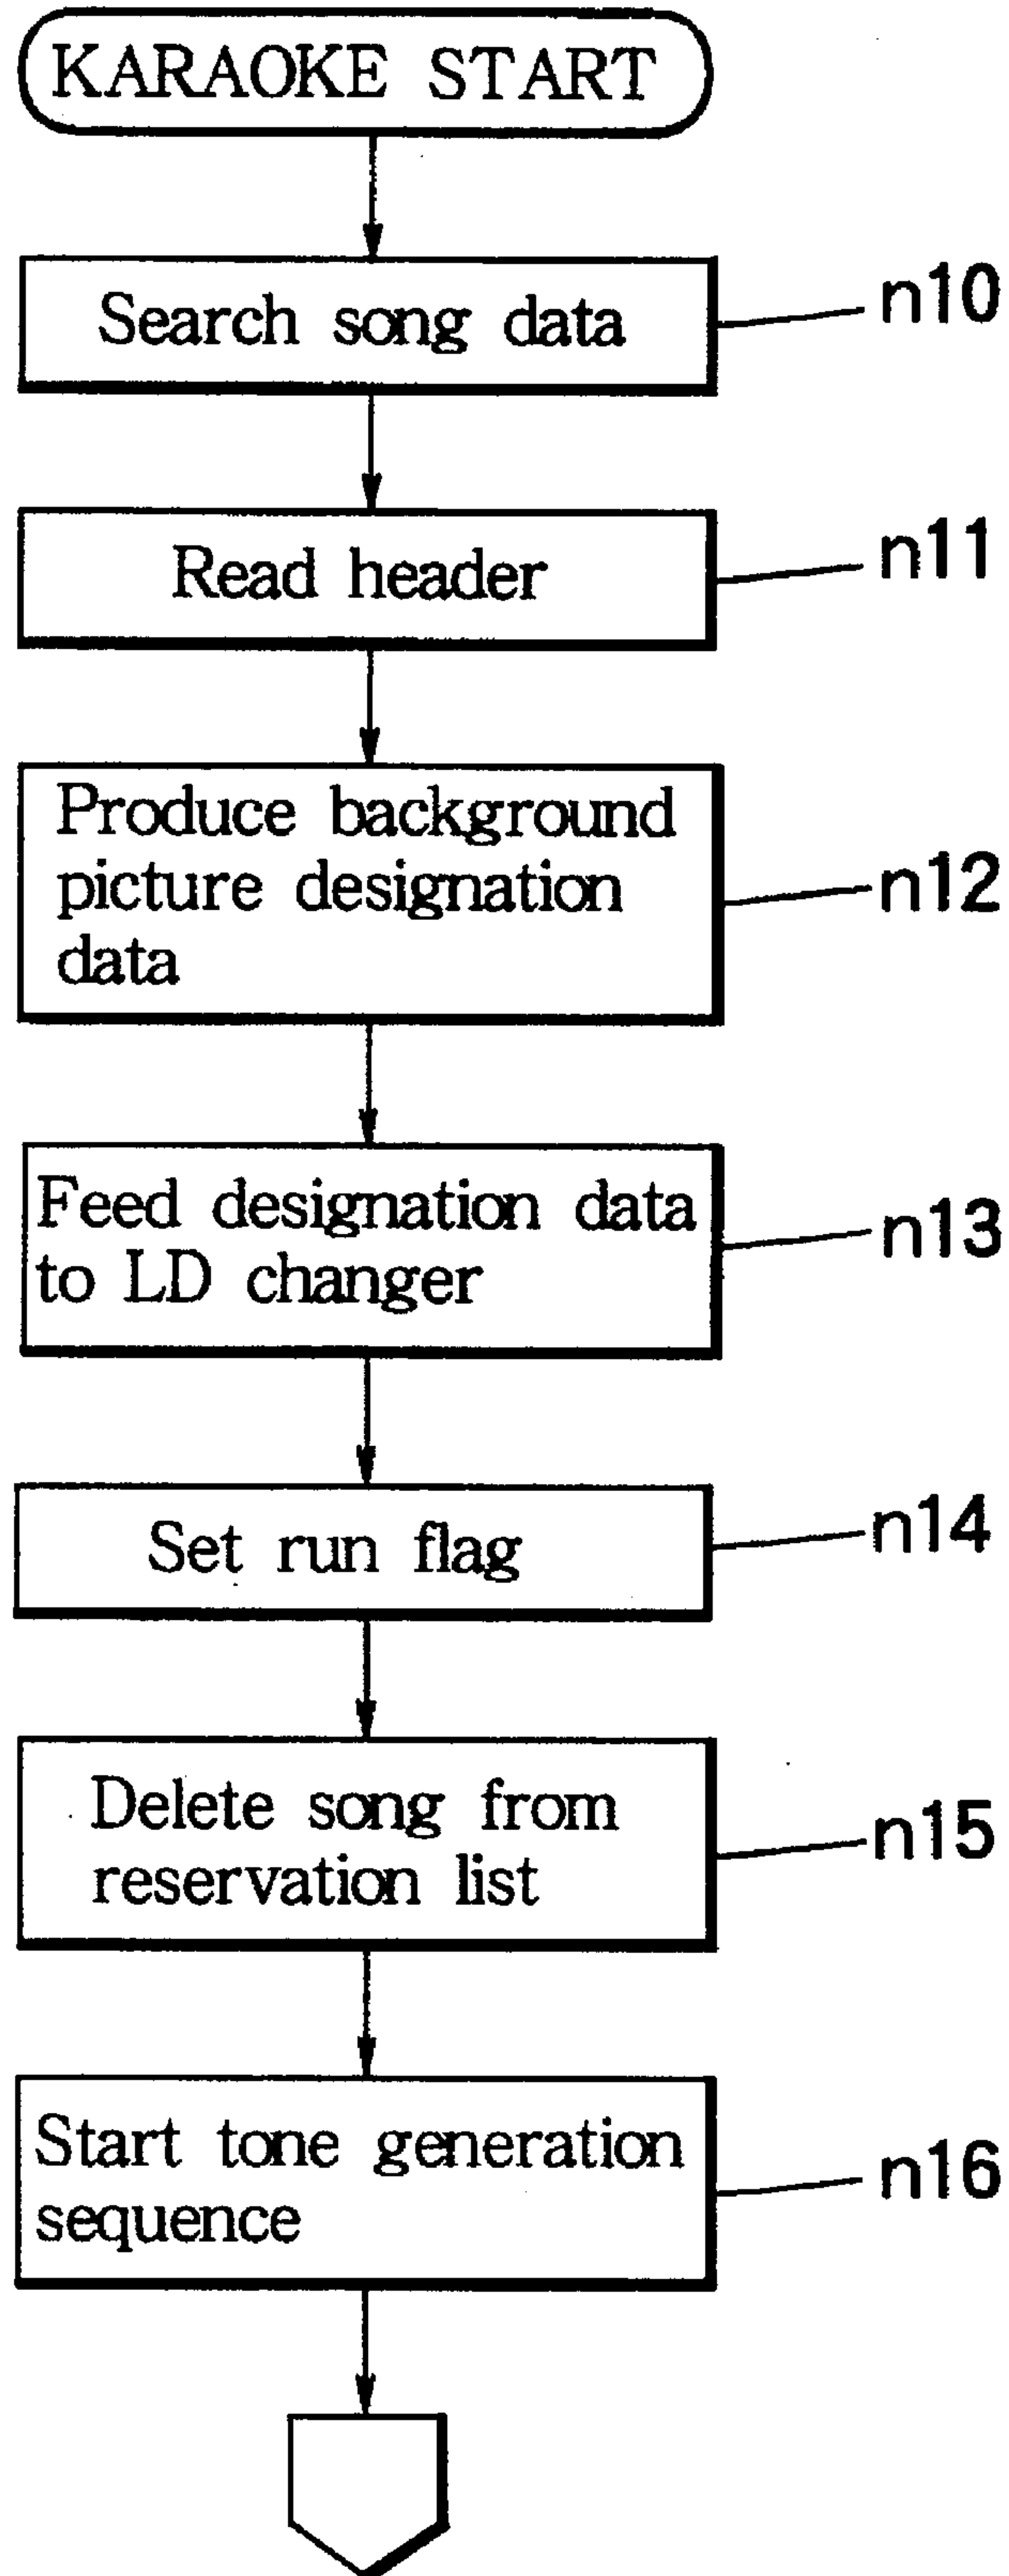 KARAOKE START
Search song data
n10
Read header
n11
Produce background
picture designation
data
n12
Feed designation data
to LD changer
n13
Set run flag
n14
Delete song from
reservation list
n15
Start tone generation
sequence
n16